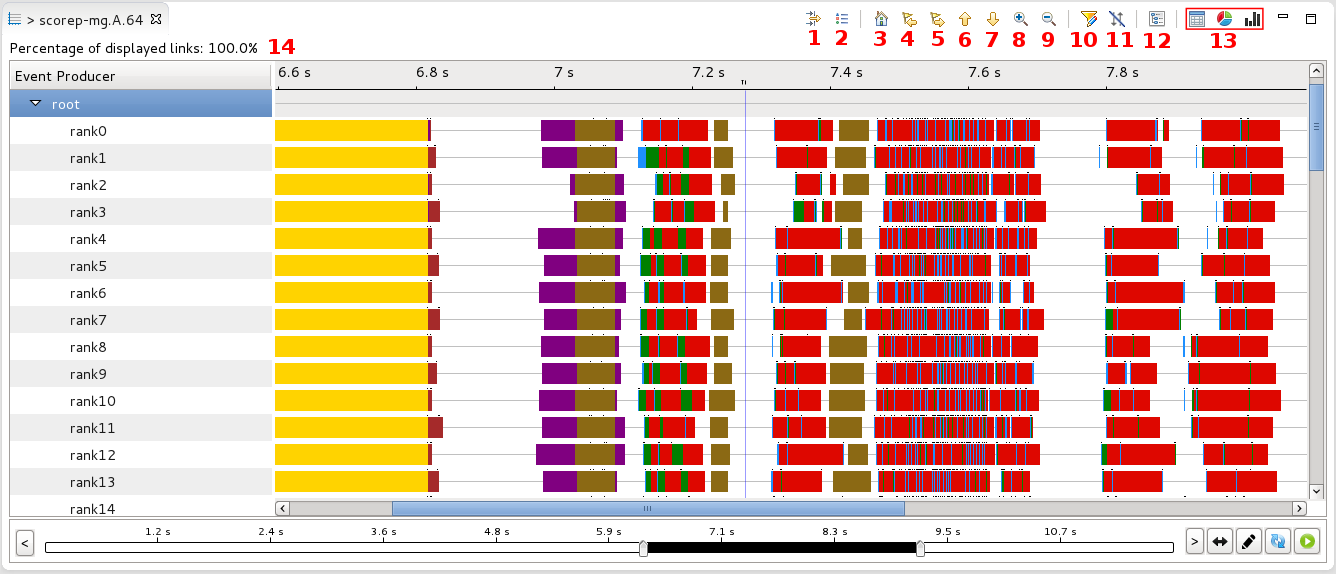 > scorep-mg.A.64
1 2 3 4 5 6 7 8 9 10 11 12 13
Percentage of displayed links: 100.0% 14
Event Producer
6.6 s 6.8 s 7 s 7.2 s 7.4 s 7.6 s 7.8 s
root
rank0
rank1
rank2
rank3
rank4
rank5
rank6
rank7
rank8
rank9
rank10
rank11
rank12
rank13
rank14
1.2 s 2.4 s 3.6 s 4.8 s 5.9 s 7.1 s 8.3 s 9.5 s 10.7 s
< >